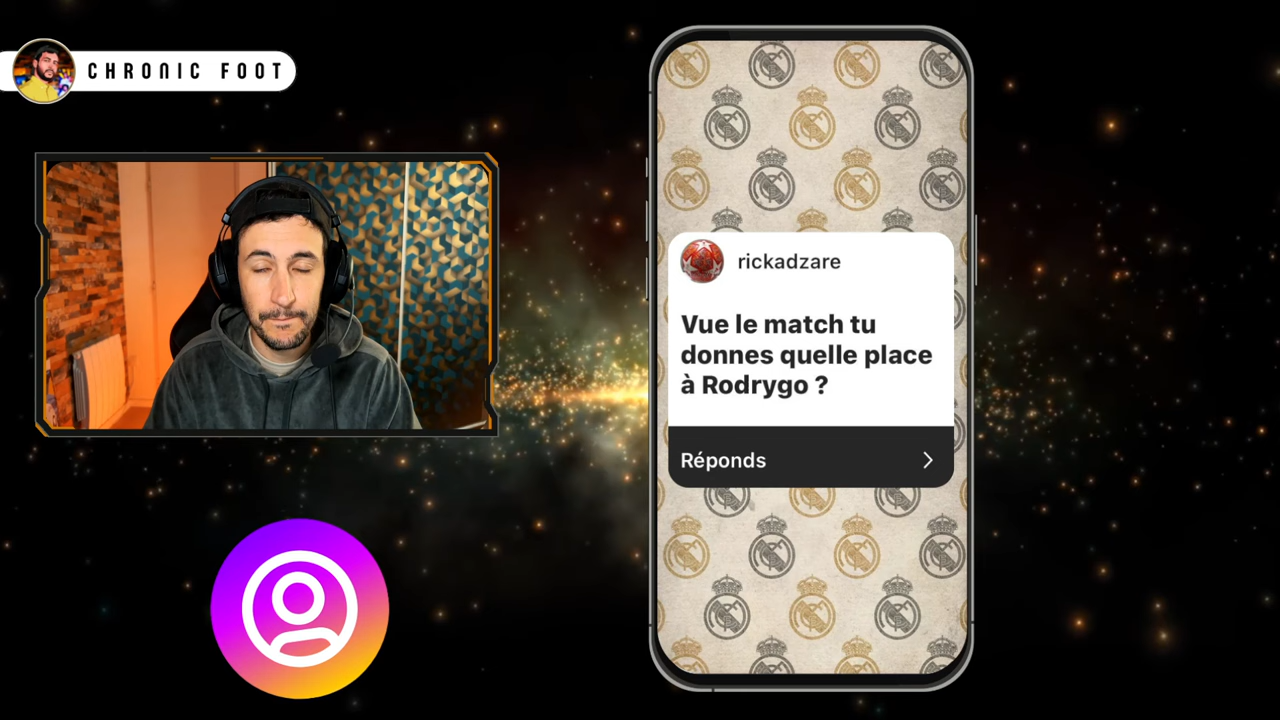 CHRONIC FOOT
rickadzare
Vue le match tu
donnes quelle place
à Rodrygo ?
Réponds